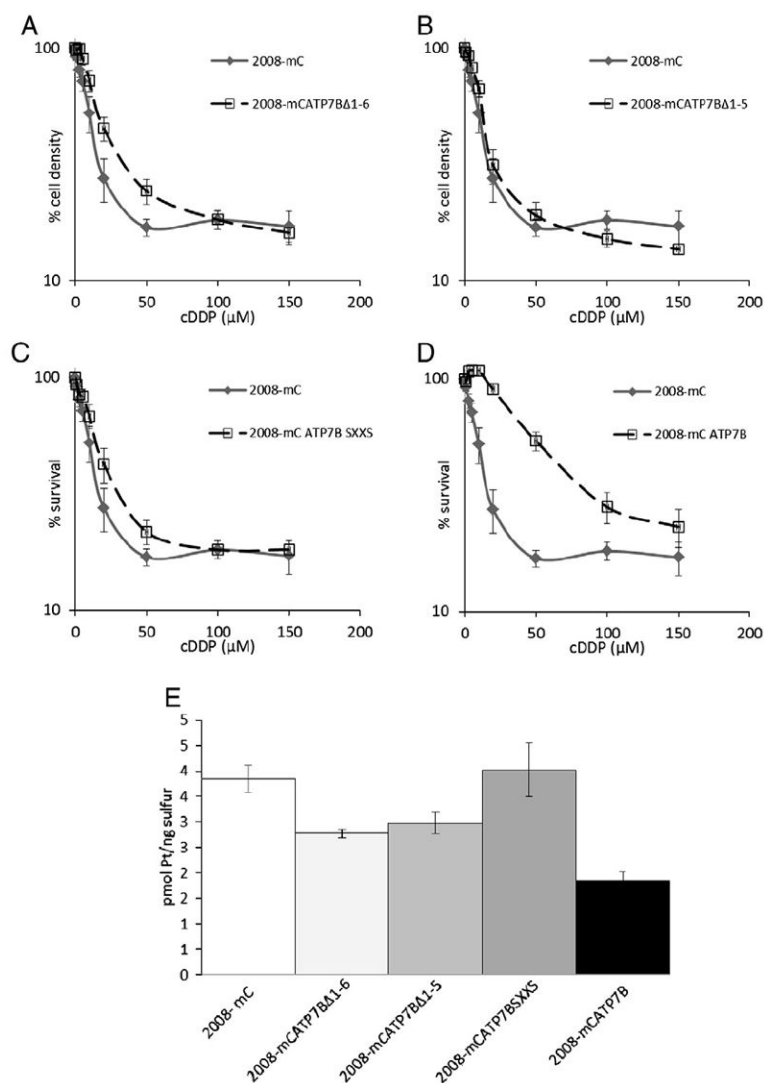 A
100
% cell density
10
2008-mC
2008-mCATP7BΔ1-6
0 50 100 150 200
cDDP (μM)
B
100
% cell density
10
2008-mC
2008-mCATP7BΔ1-5
0 50 100 150 200
cDDP (μM)
C
100
% survival
10
2008-mC
2008-mC ATP7B SXXS
0 50 100 150 200
cDDP (μM)
D
100
% survival
10
2008-mC
2008-mC ATP7B
0 50 100 150 200
cDDP (μM)
E
pmol Pt/ng sulfur
5
5
4
4
3
3
2
2
1
1
0
2008- mC
2008-mCATP7BΔ1-6
2008-mCATP7BΔ1-5
2008-mCATP7BSXXS
2008-mCATP7B